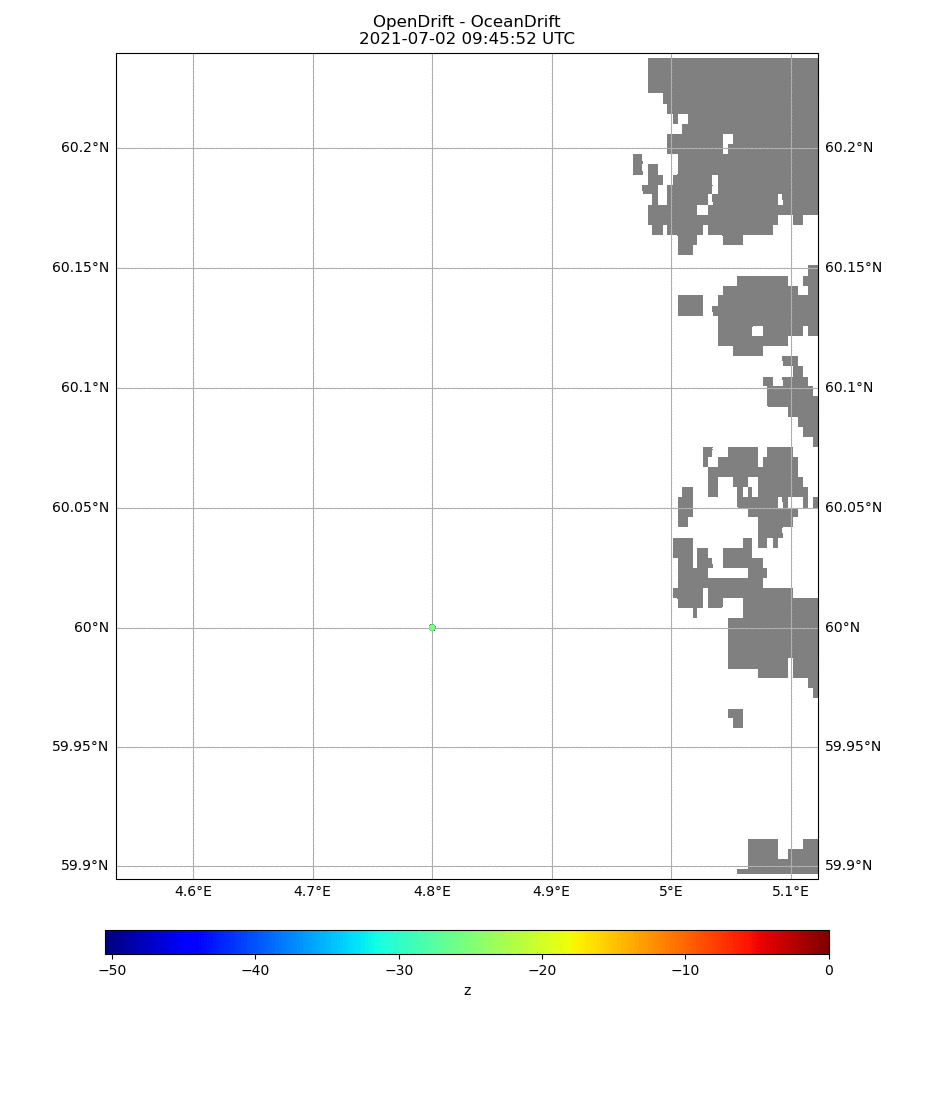 OpenDrift - OceanDrift
2021-07-02 09:45:52 UTC
60.2°N 60.2°N
60.15°N 60.15°N
60.1°N 60.1°N
60.05°N 60.05°N
60°N 60°N
59.95°N 59.95°N
59.9°N 59.9°N
4.6°E 4.7°E 4.8°E 4.9°E 5°E 5.1°E
−50 −40 −30 −20 −10 0
z